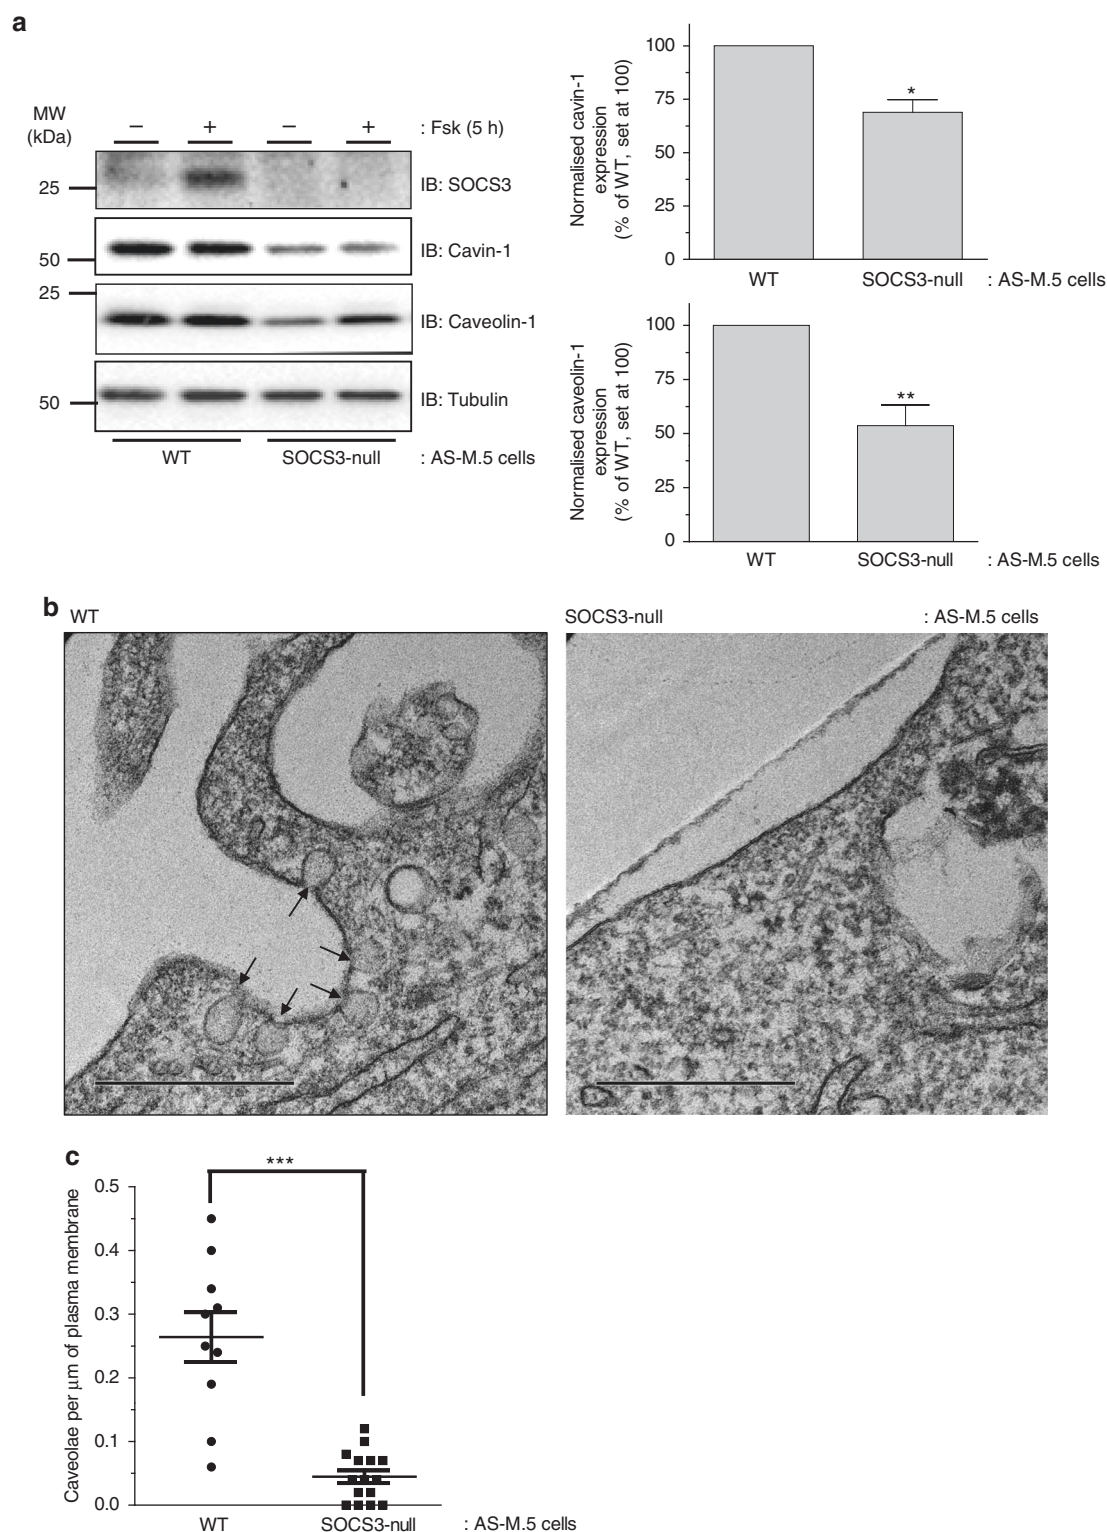 a
MW
(kDa)
− + − + : Fsk (5 h)
25 IB: SOCS3
50 IB: Cavin-1
25
IB: Caveolin-1
50 IB: Tubulin
WT SOCS3-null : AS-M.5 cells
Normalised cavin-1
expression
(% of WT, set at 100)
100
75
50
25
0
*
WT SOCS3-null : AS-M.5 cells
Normalised caveolin-1
expression
(% of WT, set at 100)
100
75
50
25
0
**
WT SOCS3-null : AS-M.5 cells
b
WT SOCS3-null : AS-M.5 cells
c
***
Caveolae per μm of plasma membrane
0.5
0.4
0.3
0.2
0.1
0.0
WT SOCS3-null : AS-M.5 cells